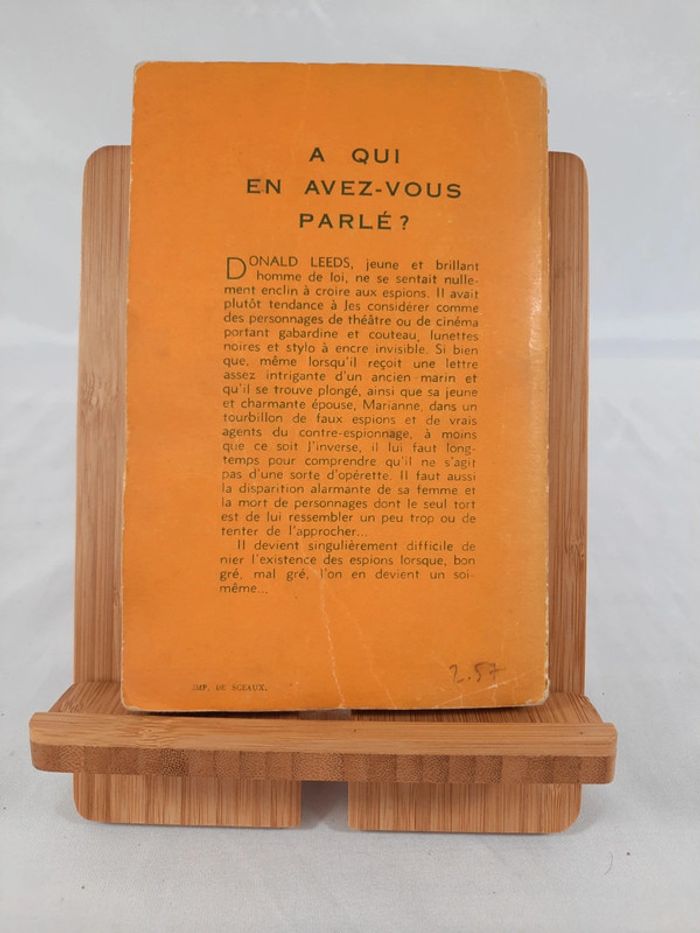 A QUI
EN AVEZ-VOUS
PARLÉ?
DONALD LEEDS, jeune et brillant
homme de loi, ne se sentait nulle-
ment enclin à croire aux espions. Il avait
plutôt tendance à les considérer comme
des personnages de théâtre ou de cinéma
portant gabardine et couteau, lunettes
noires et stylo à encre invisible. Si bien
que, même lorsqu'il reçoit une lettre
assez intrigante d'un ancien marin et
qu'il se trouve plongé, ainsi que sa jeune
et charmante épouse, Marianne, dans un
tourbillon de faux espions et de vrais
agents du contre-espionnage, à moins
que ce soit l'inverse, il lui faut long-
temps pour comprendre qu'il ne s'agit
pas d'une sorte d'opérette. Il faut aussi
la disparition alarmante de sa femme et
la mort de personnages dont le seul tort
est de lui ressembler un peu trop ou de
tenter de l'approcher...
Il devient singulièrement difficile de
nier l'existence des espions lorsque, bon
gré, mal gré, l'on en devient un soi-
même...
2.57
IMP. DE SCEAUX.